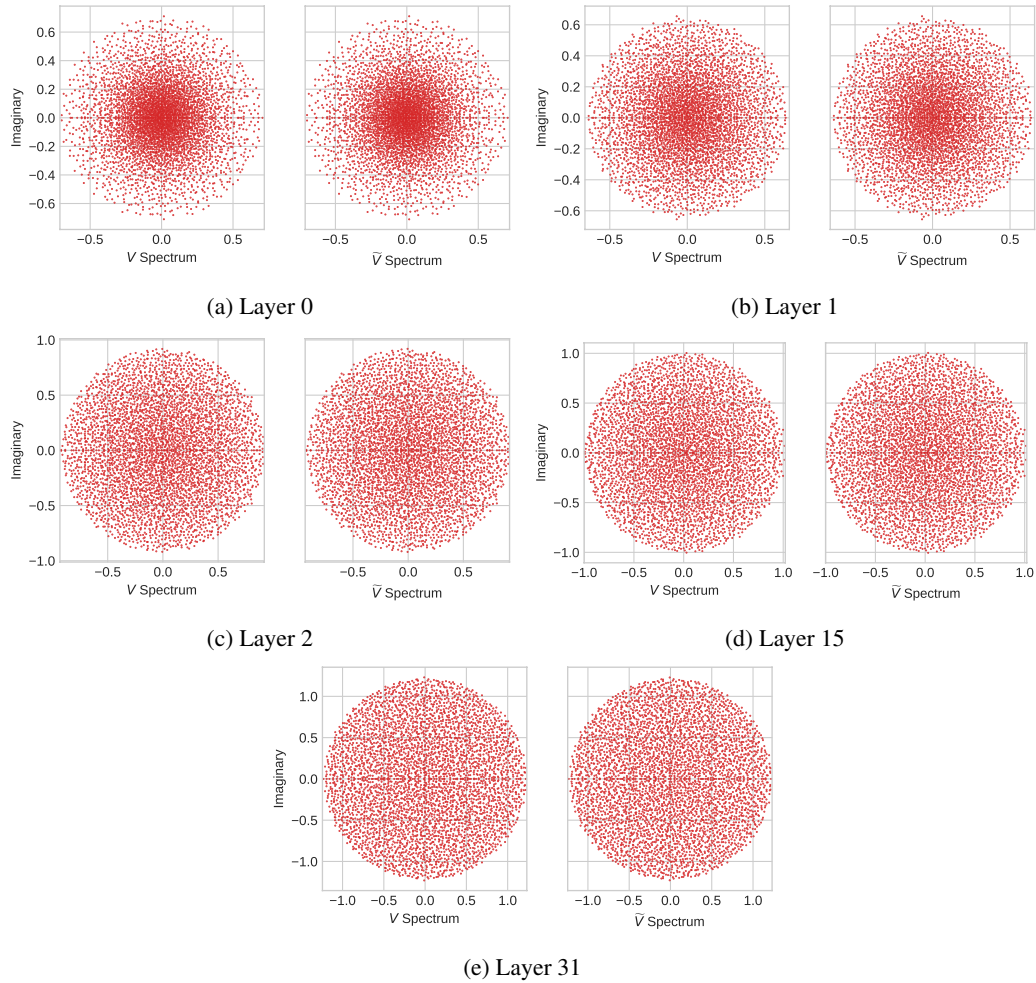 0.6
0.4
0.2
0.0
−0.2
−0.4
−0.6
Imaginary
−0.5 0.0 0.5
V Spectrum
−0.5 0.0 0.5
Ṽ Spectrum
(a) Layer 0
0.6
0.4
0.2
0.0
−0.2
−0.4
−0.6
Imaginary
−0.5 0.0 0.5
V Spectrum
−0.5 0.0 0.5
Ṽ Spectrum
(b) Layer 1
1.0
0.5
0.0
−0.5
−1.0
Imaginary
−0.5 0.0 0.5
V Spectrum
−0.5 0.0 0.5
Ṽ Spectrum
(c) Layer 2
1.0
0.5
0.0
−0.5
−1.0
Imaginary
−1.0 −0.5 0.0 0.5 1.0
V Spectrum
−1.0 −0.5 0.0 0.5 1.0
Ṽ Spectrum
(d) Layer 15
1.0
0.5
0.0
−0.5
−1.0
Imaginary
−1.0 −0.5 0.0 0.5 1.0
V Spectrum
−1.0 −0.5 0.0 0.5 1.0
Ṽ Spectrum
(e) Layer 31